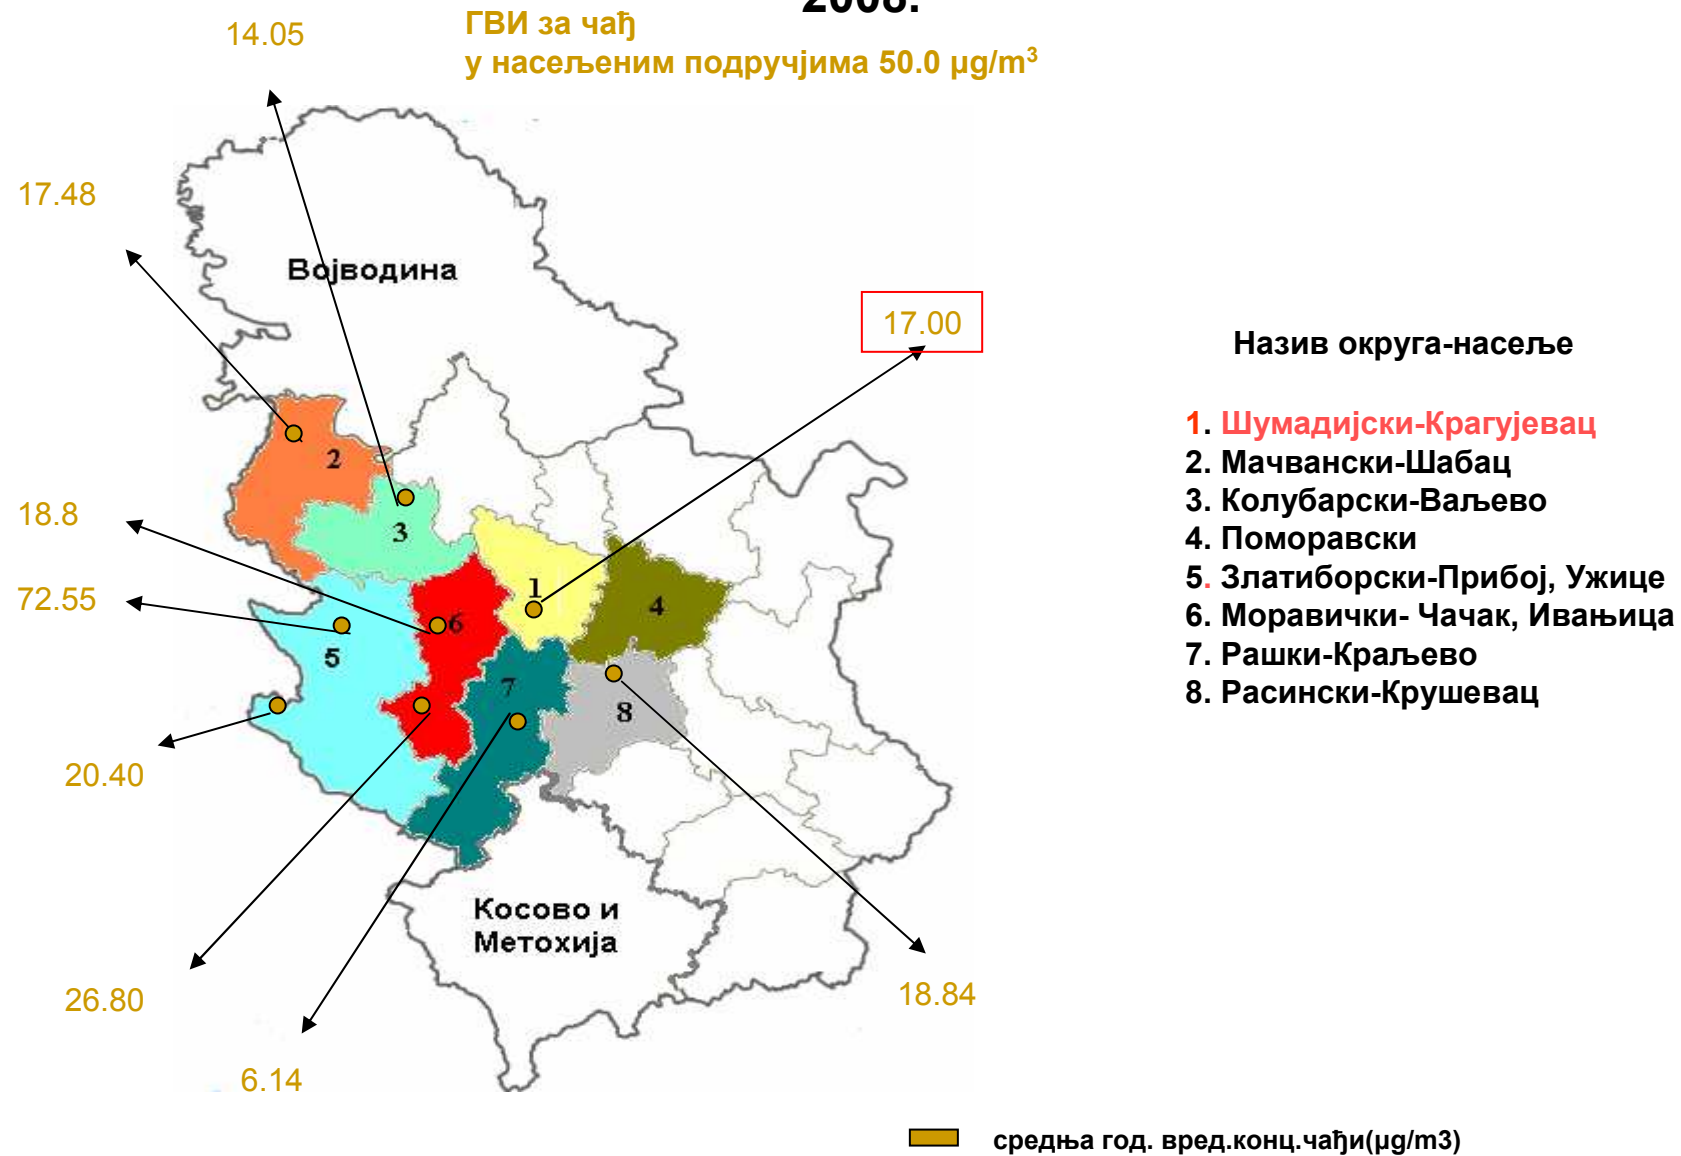 2008.
ГВИ за чађ
у насељеним подручјима 50.0 µg/m³
14.05
17.48
Војводина
17.00
Назив округа-насеље
1. Шумадијски-Крагујевац
2. Мачвански-Шабац
3. Колубарски-Ваљево
4. Поморавски
5. Златиборски-Прибој, Ужице
6. Моравички- Чачак, Ивањица
7. Рашки-Краљево
8. Расински-Крушевац
2
18.8
3
72.55
1
4
6
5
7
8
20.40
Косово и
Метохија
26.80
18.84
6.14
средња год. вред.конц.чађи(µg/m3)